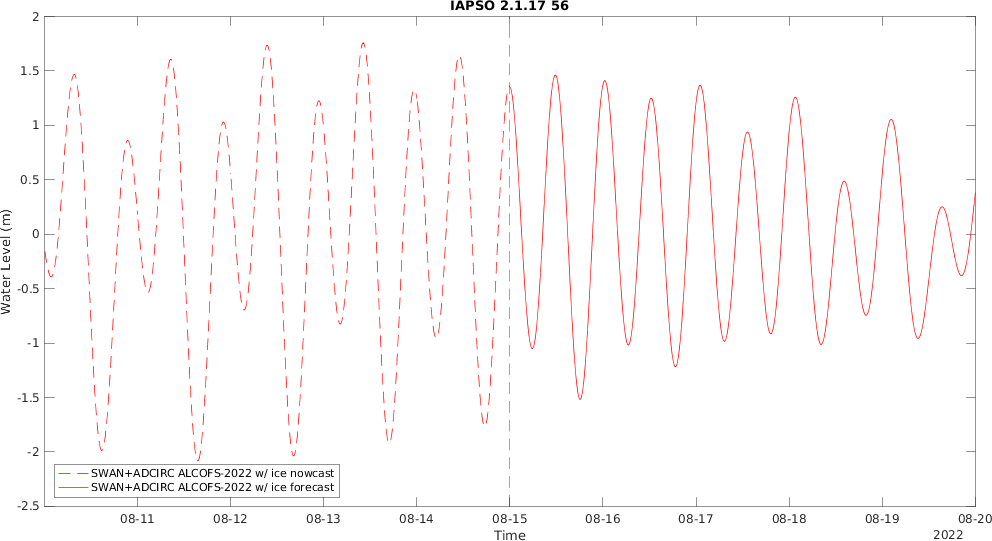 IAPSO 2.1.17 56
2
1.5
1
0.5
0
-0.5
-1
-1.5
-2
-2.5
Water Level (m)
SWAN+ADCIRC ALCOFS-2022 w/ ice nowcast
SWAN+ADCIRC ALCOFS-2022 w/ ice forecast
08-11 08-12 08-13 08-14 08-15 08-16 08-17 08-18 08-19 08-20
Time
2022